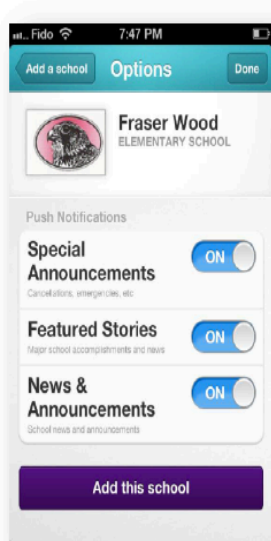 Fido 7:47 PM
Add a school Options Done
Fraser Wood
ELEMENTARY SCHOOL
Push Notifications
Special
Announcements
ON
Cancellations, emergencies, etc
Featured Stories
ON
Major school accomplishments and news
News &
Announcements
ON
School news and announcements
Add this school